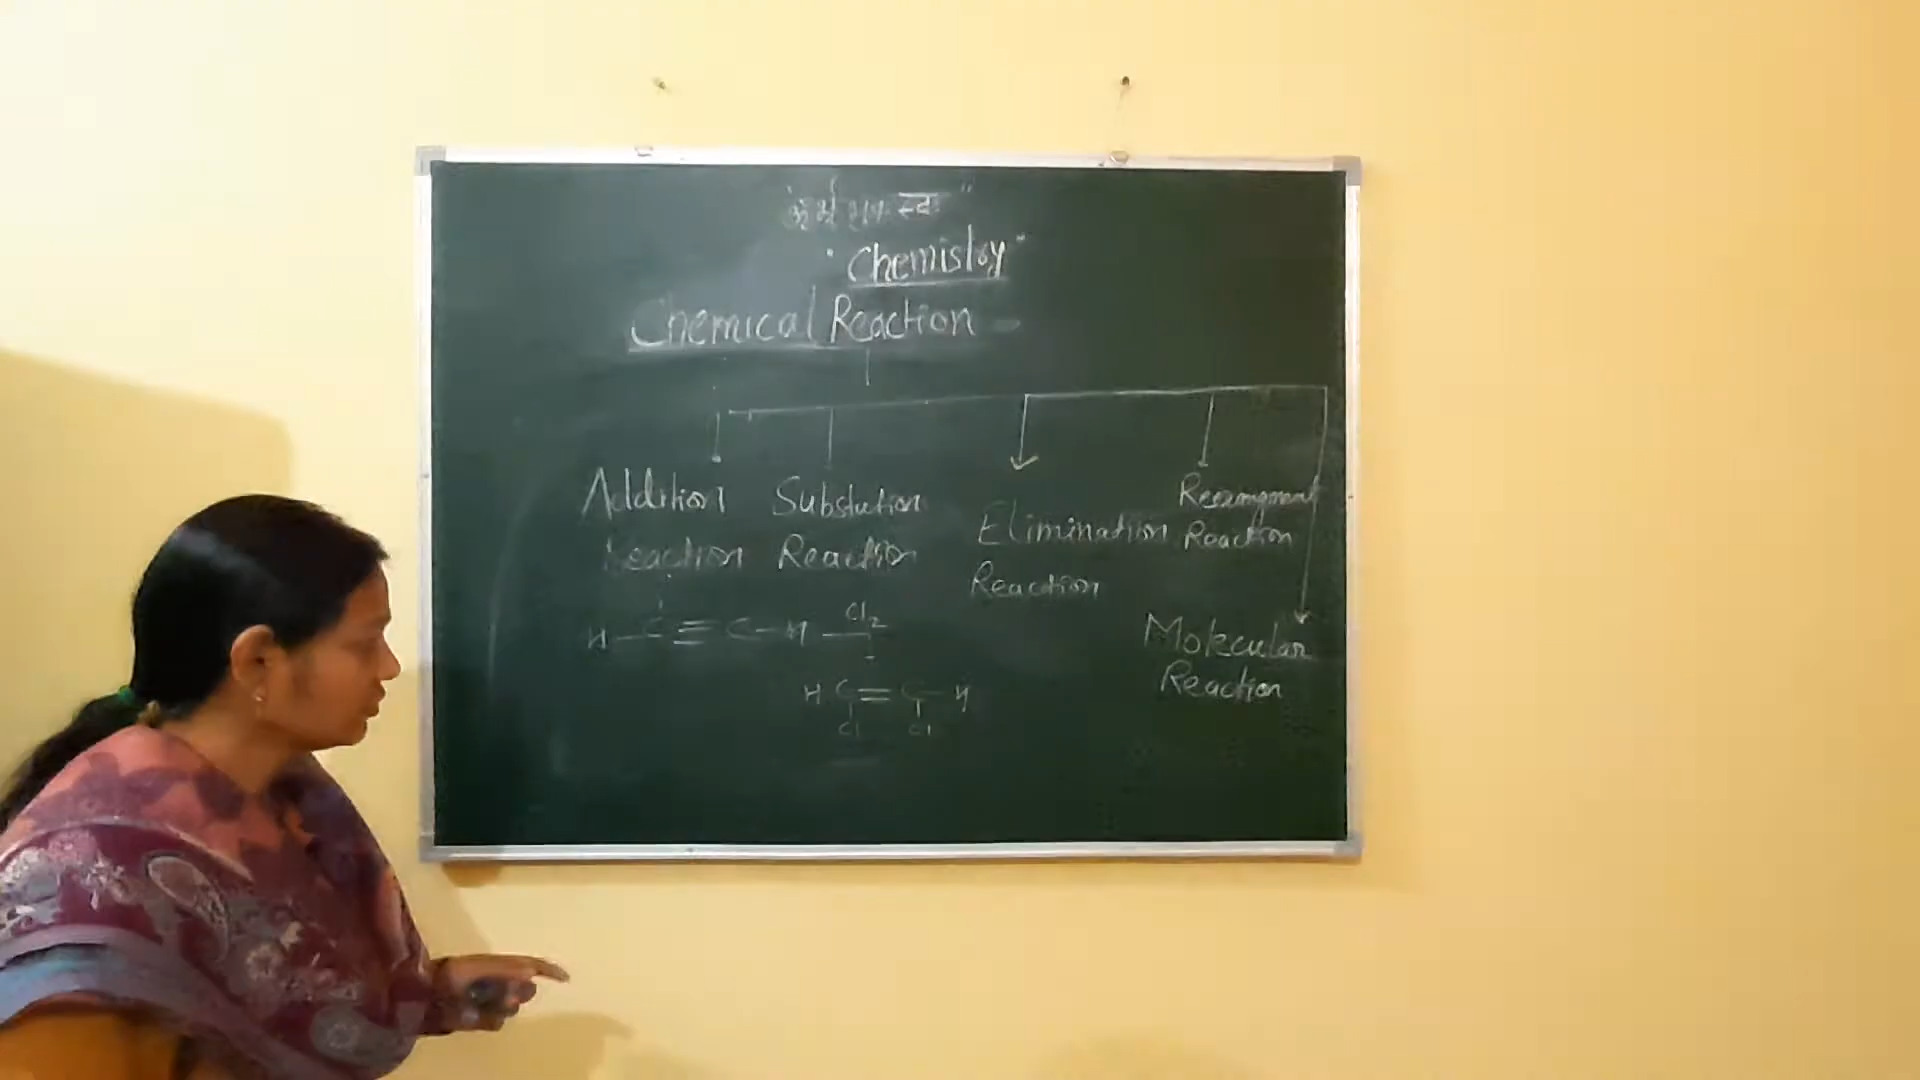 "Chemistry"
Chemical Reaction
Addition
Reaction
Substution
Reaction
Elimination
Reaction
Reaction
Molecular
Reaction
H-C≡C-H Cl2
H C=C-H
Cl Cl